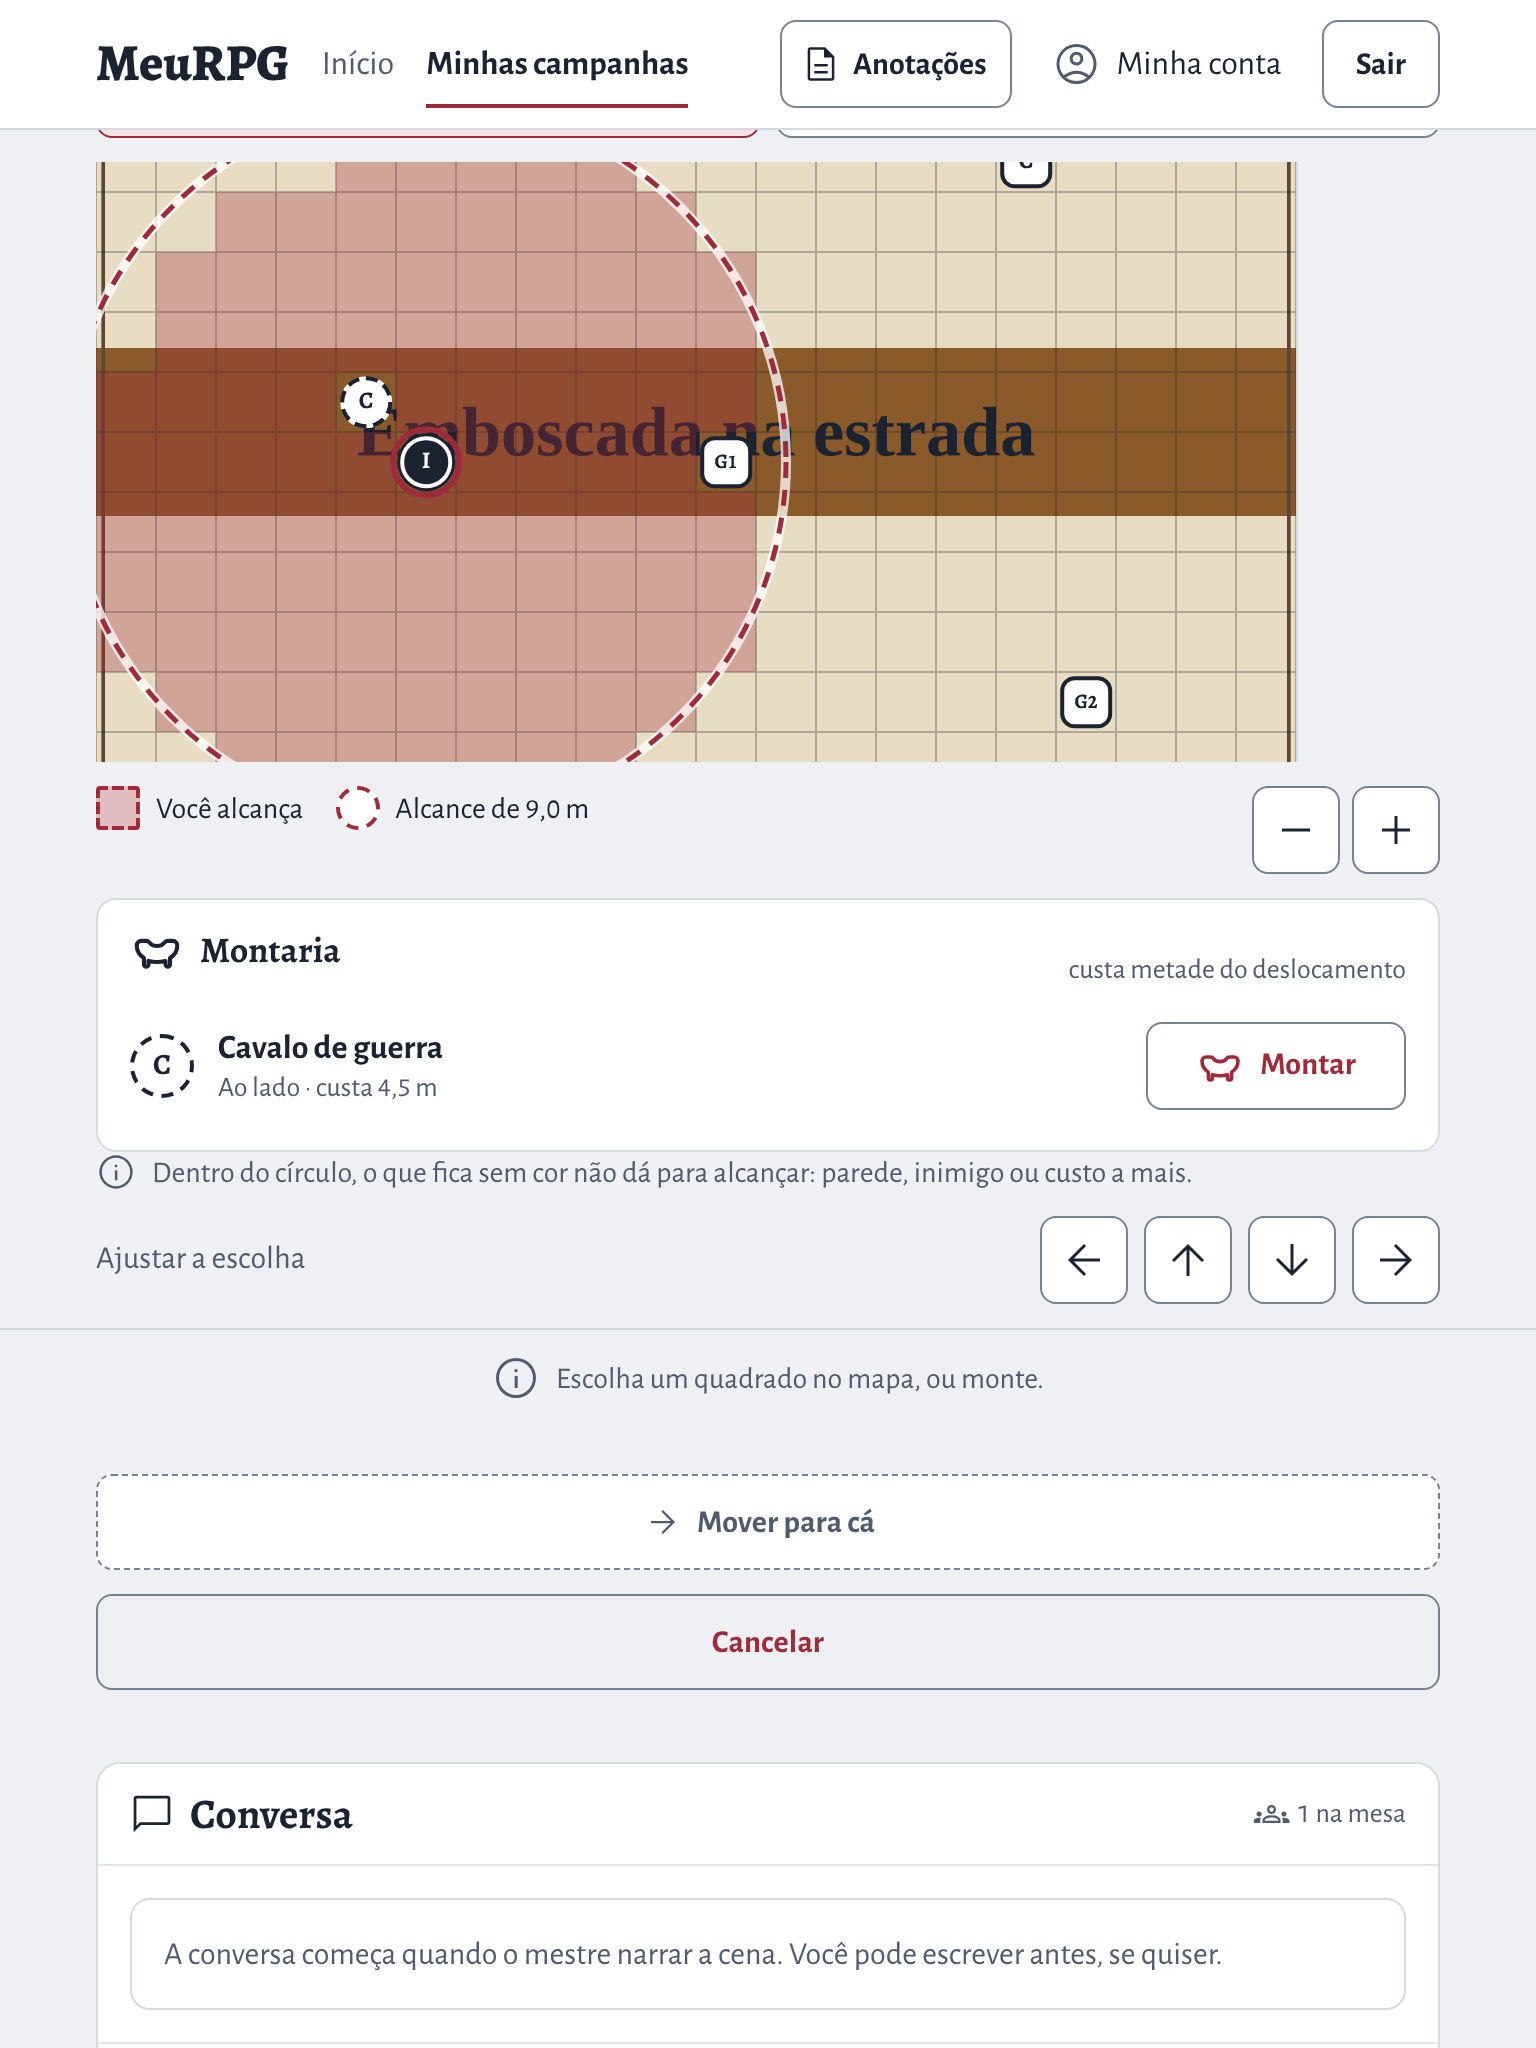 MeuRPG Início Minhas campanhas Anotações Minha conta Sair
C
Emboscada na estrada
I
G1
G2
Você alcança Alcance de 9,0 m
Montaria
custa metade do deslocamento
C Cavalo de guerra
Ao lado · custa 4,5 m
Montar
Dentro do círculo, o que fica sem cor não dá para alcançar: parede, inimigo ou custo a mais.
Ajustar a escolha
Escolha um quadrado no mapa, ou monte.
Mover para cá
Cancelar
Conversa 1 na mesa
A conversa começa quando o mestre narrar a cena. Você pode escrever antes, se quiser.